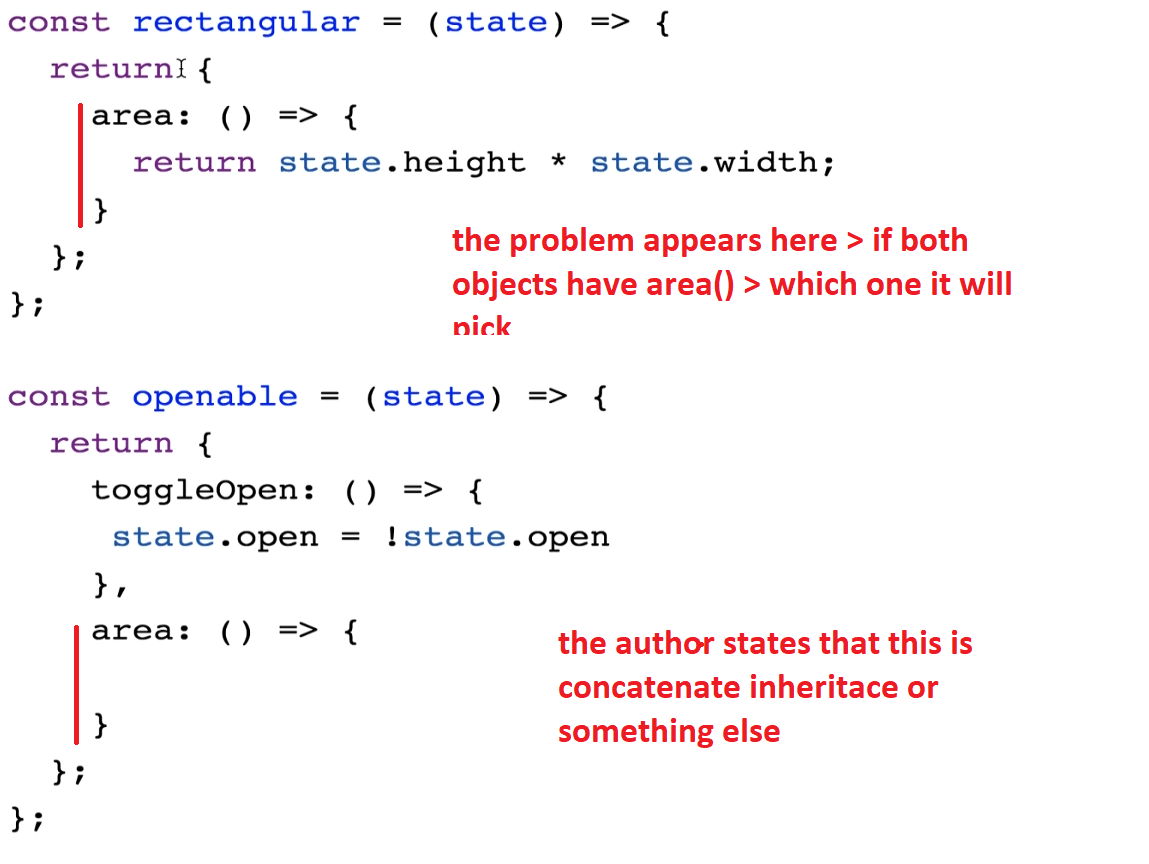 const rectangular = (state) => {
return {
area: () => {
return state.height * state.width;
}
};
};
the problem appears here > if both
objects have area() > which one it will
pick
const openable = (state) => {
return {
toggleOpen: () => {
state.open = !state.open
},
area: () => {
}
};
};
the author states that this is
concatenate inheritace or
something else